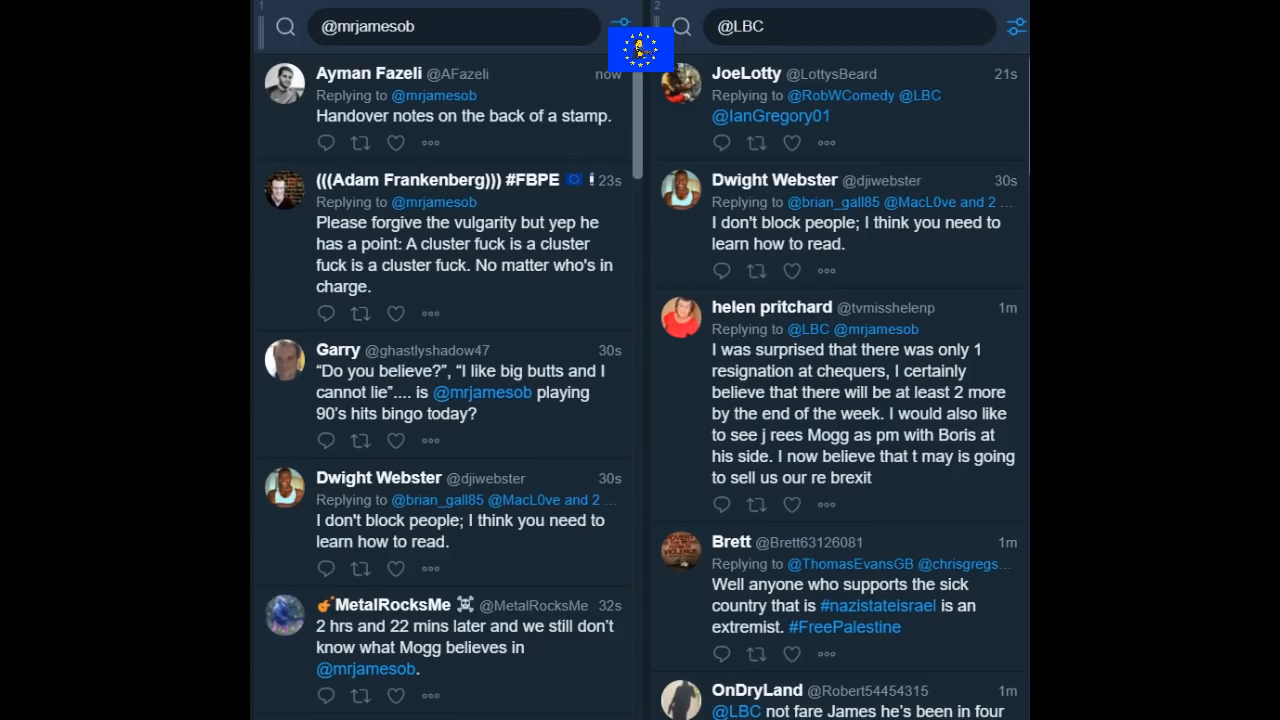 1
@mrjamesob
Ayman Fazeli @AFazeli now
Replying to @mrjamesob
Handover notes on the back of a stamp.
(((Adam Frankenberg))) #FBPE 23s
Replying to @mrjamesob
Please forgive the vulgarity but yep he
has a point: A cluster fuck is a cluster
fuck is a cluster fuck. No matter who's in
charge.
Garry @ghastlyshadow47 30s
“Do you believe?”, “I like big butts and I
cannot lie”.... is @mrjamesob playing
90’s hits bingo today?
Dwight Webster @djiwebster 30s
Replying to @brian_gall85 @MacL0ve and 2 ...
I don't block people; I think you need to
learn how to read.
MetalRocksMe @MetalRocksMe 32s
2 hrs and 22 mins later and we still don’t
know what Mogg believes in
@mrjamesob.
2
@LBC
JoeLotty @LottysBeard 21s
Replying to @RobWComedy @LBC
@IanGregory01
Dwight Webster @djiwebster 30s
Replying to @brian_gall85 @MacL0ve and 2 ...
I don't block people; I think you need to
learn how to read.
helen pritchard @tvmisshelenp 1m
Replying to @LBC @mrjamesob
I was surprised that there was only 1
resignation at chequers, I certainly
believe that there will be at least 2 more
by the end of the week. I would also like
to see j rees Mogg as pm with Boris at
his side. I now believe that t may is going
to sell us our re brexit
Brett @Brett63126081 1m
Replying to @ThomasEvansGB @chrisgregs...
Well anyone who supports the sick
country that is #nazistateisrael is an
extremist. #FreePalestine
OnDryLand @Robert54454315 1m
@LBC not fare James he’s been in four